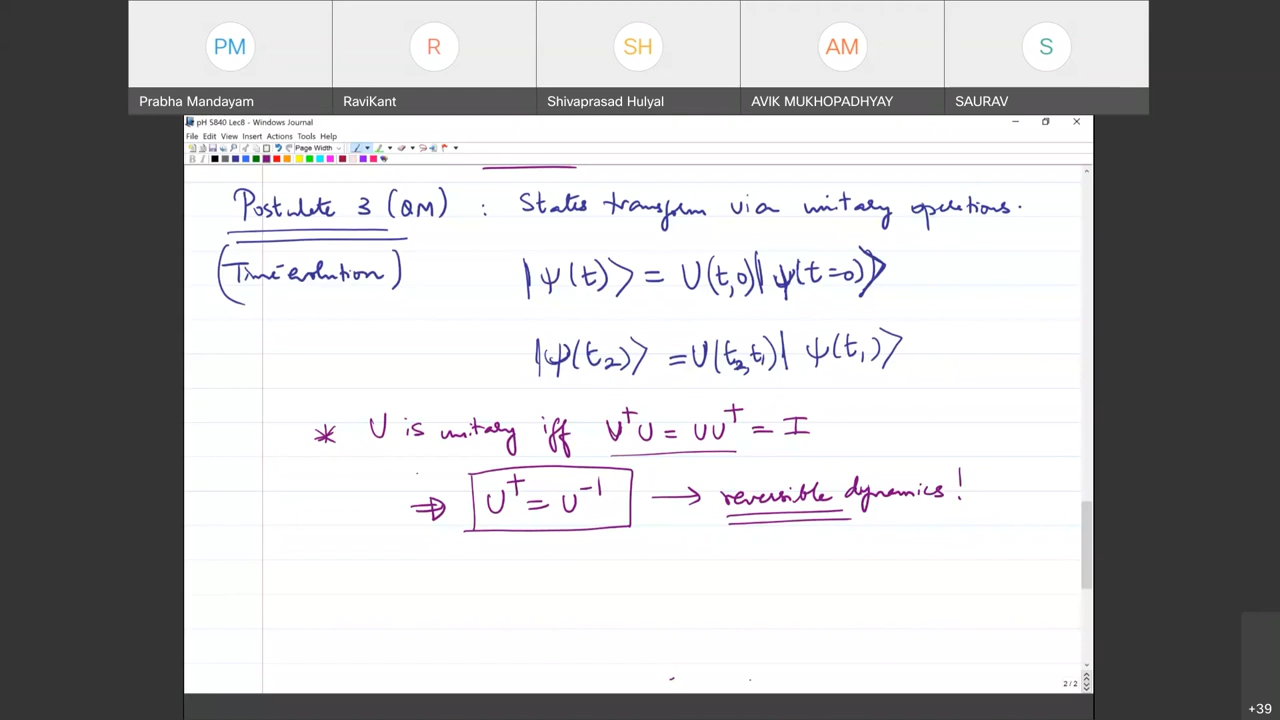 PM R SH AM S
Prabha Mandayam RaviKant Shivaprasad Hulyal AVIK MUKHOPADHYAY SAURAV
pH 5840 Lec8 - Windows Journal
File Edit View Insert Actions Tools Help
Page Width
B I
Postulate 3 (QM) : States transform via unitary operations.
(Time evolution) |ψ(t)⟩ = U(t,0)|ψ(t=0)⟩
|ψ(t₂)⟩ = U(t₂,t₁)|ψ(t₁)⟩
* U is unitary iff U†U = UU† = I
⇒ U† = U⁻¹ → reversible dynamics!
2 / 2
+39